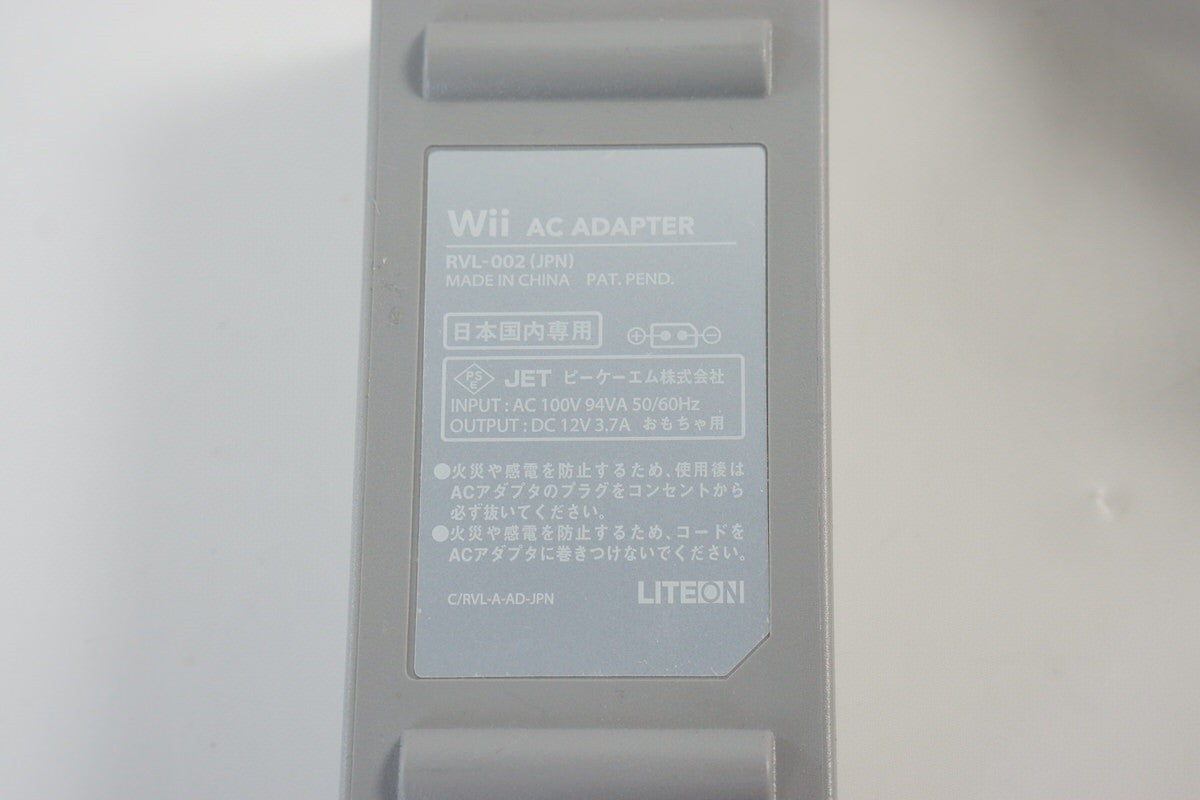 Wii AC ADAPTER
RVL-002 (JPN)
MADE IN CHINA PAT. PEND.
日本国内専用
PSE JET ピーケーエム株式会社
INPUT : AC 100V 94VA 50/60Hz
OUTPUT : DC 12V 3.7A おもちゃ用
●火災や感電を防止するため、使用後は
ACアダプタのプラグをコンセントから
必ず抜いてください。
●火災や感電を防止するため、コードを
ACアダプタに巻きつけないでください。
C/RVL-A-AD-JPN LITEON